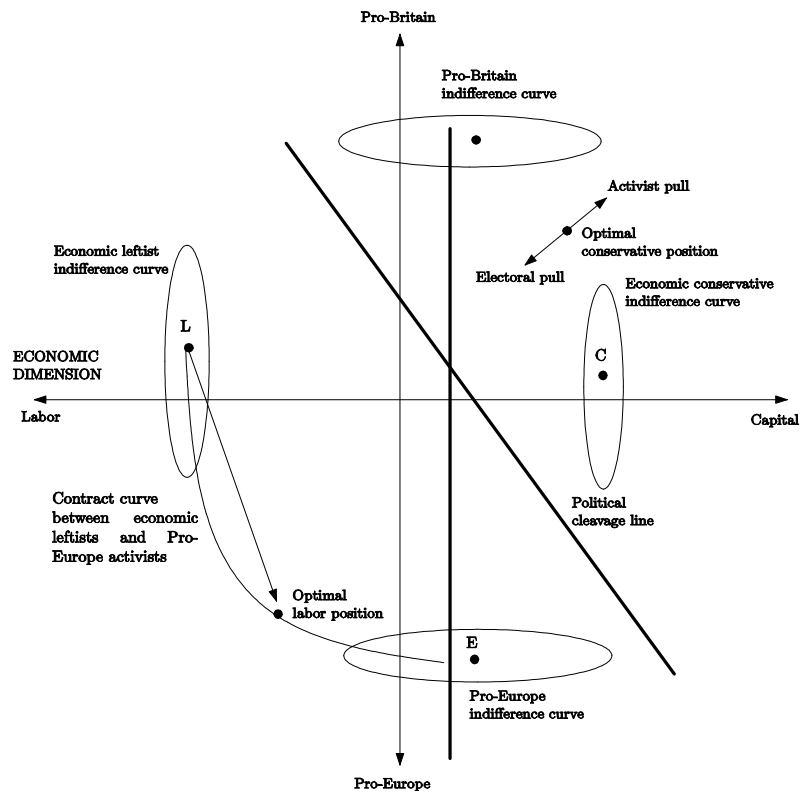 Pro-Britain
Pro-Britain
indifference curve
Activist pull
Optimal
conservative position
Electoral pull
Economic leftist
indifference curve
Economic conservative
indifference curve
L
C
ECONOMIC
DIMENSION
Labor
Capital
Contract curve
between economic
leftists and Pro-
Europe activists
Political
cleavage line
Optimal
labor position
E
Pro-Europe
indifference curve
Pro-Europe